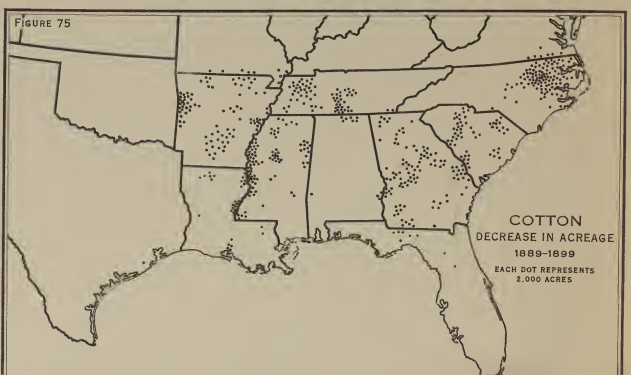 FIGURE 75
COTTON
DECREASE IN ACREAGE
1889-1899
EACH DOT REPRESENTS
2,000 ACRES